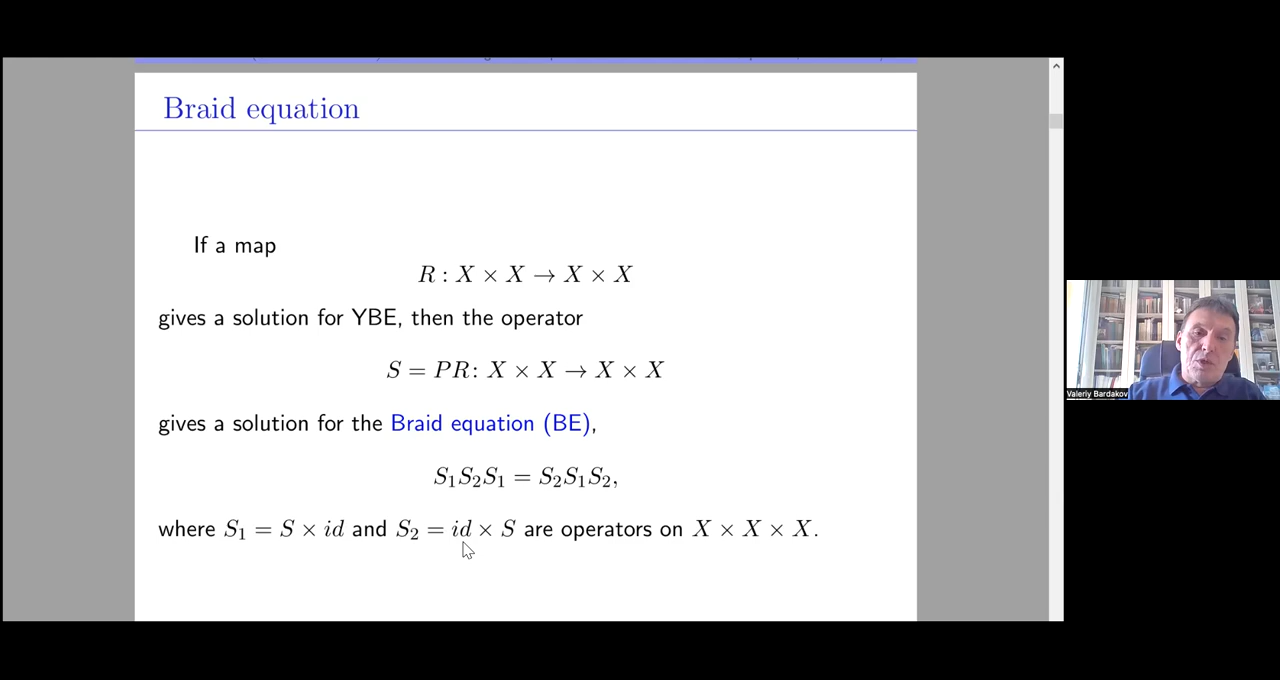 Braid equation
If a map
R : X × X → X × X
gives a solution for YBE, then the operator
S = PR: X × X → X × X
gives a solution for the Braid equation (BE),
S₁S₂S₁ = S₂S₁S₂,
where S₁ = S × id and S₂ = id × S are operators on X × X × X.
Valeriy Bardakov